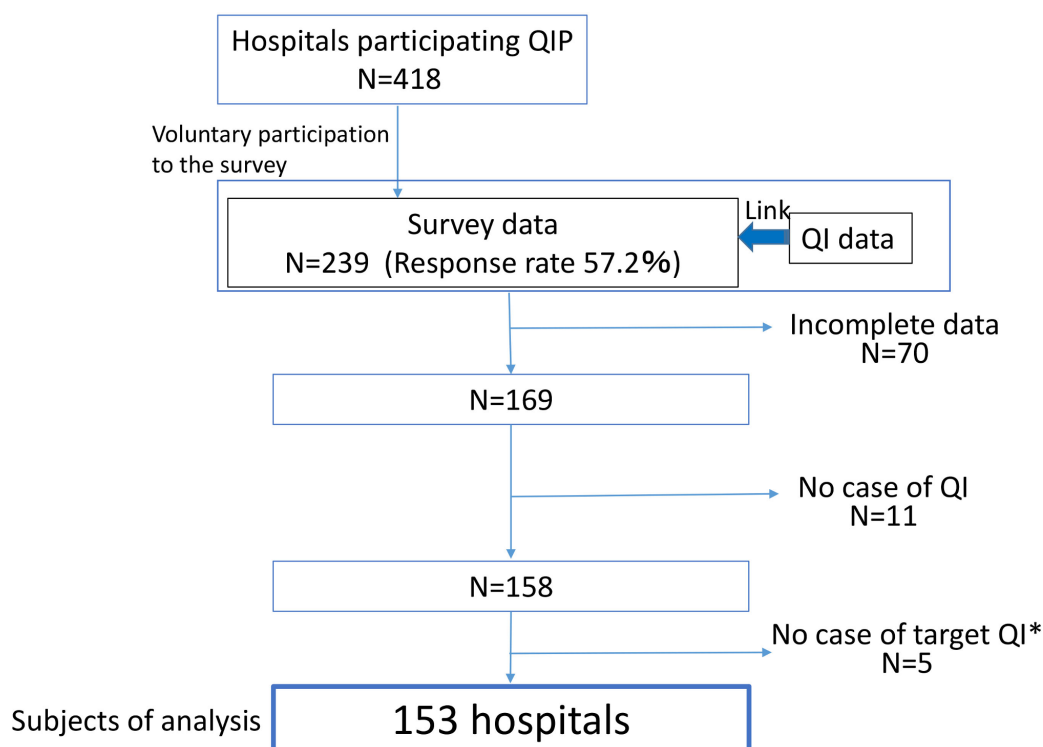 Hospitals participating QIP
N=418
Voluntary participation
to the survey
Survey data
N=239 (Response rate 57.2%)
Link
QI data
Incomplete data
N=70
N=169
No case of QI
N=11
N=158
No case of target QI*
N=5
Subjects of analysis
153 hospitals